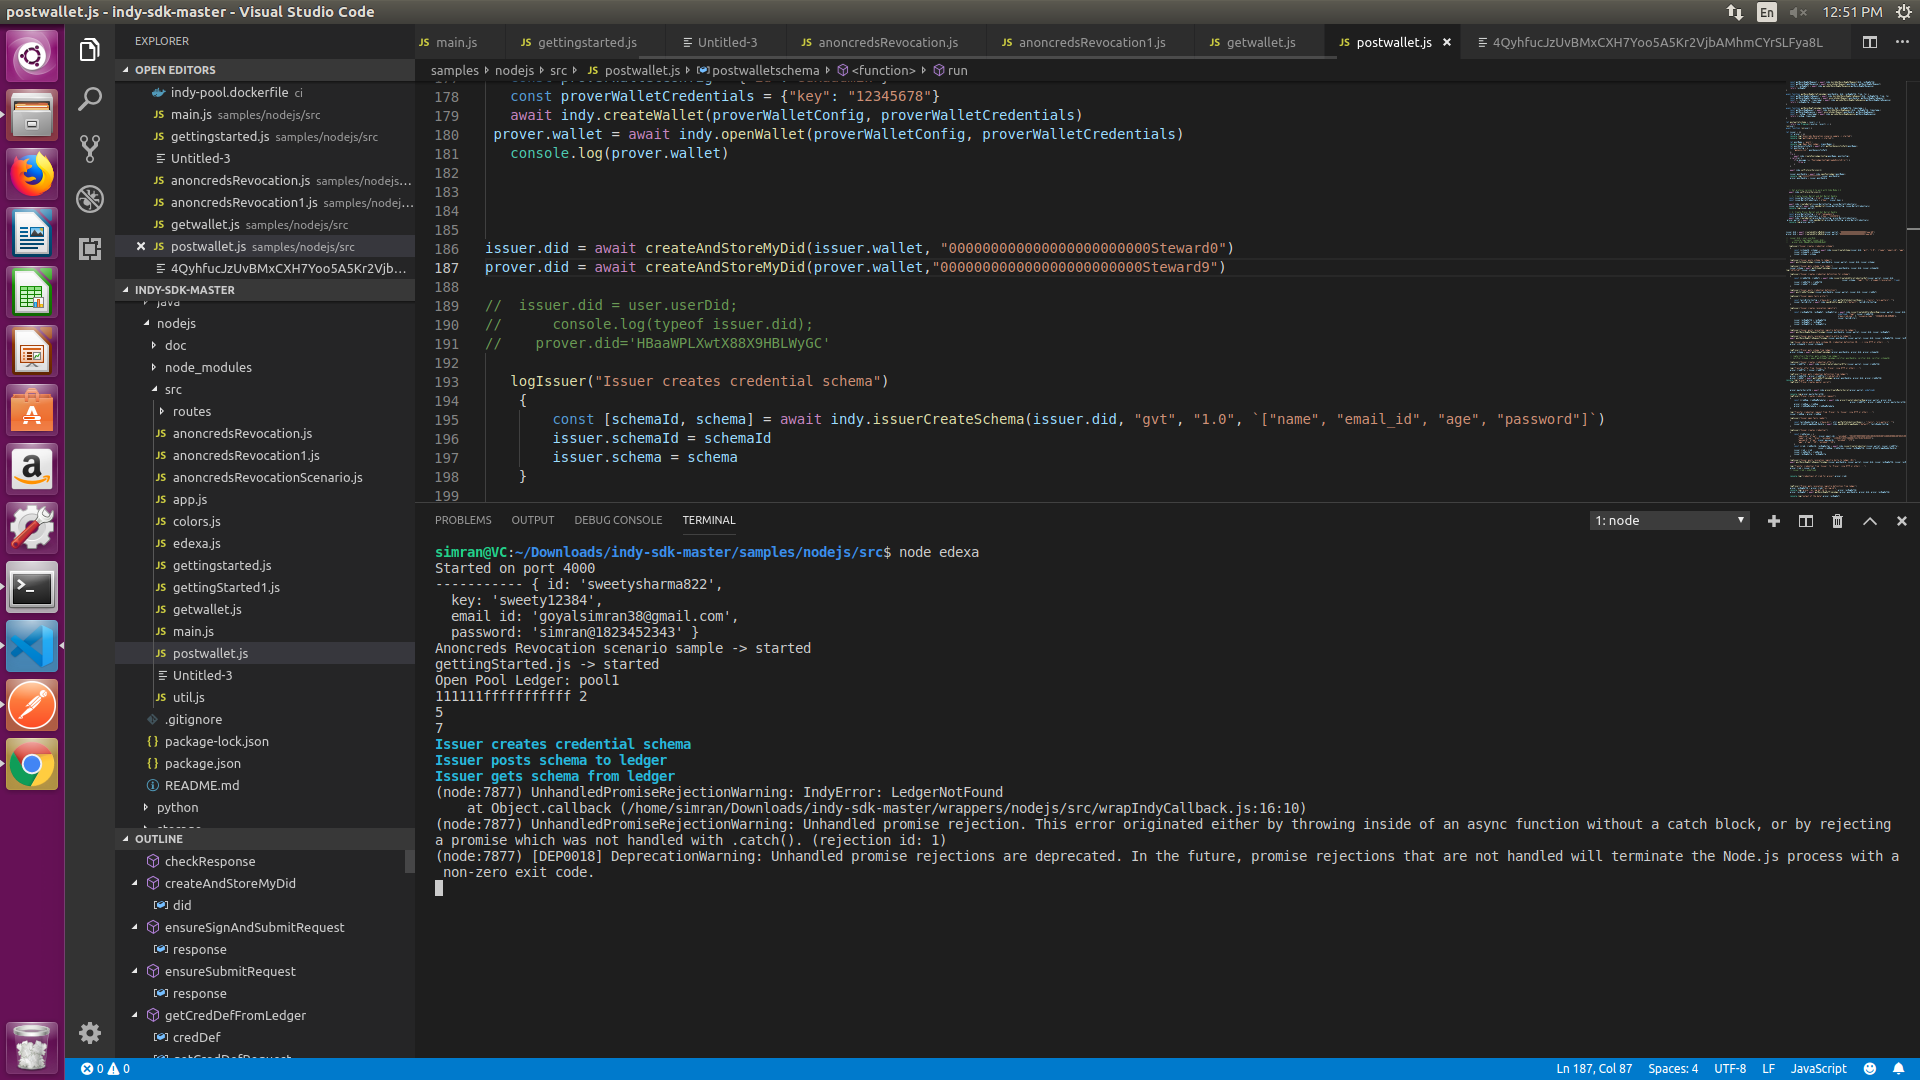 postwallet.js - indy-sdk-master - Visual Studio Code
En
12:51 PM
EXPLORER
JS main.js
JS gettingstarted.js
Untitled-3
JS anoncredsRevocation.js
JS anoncredsRevocation1.js
JS getwallet.js
JS postwallet.js ×
4QyhfucJzUvBMxCXH7Yoo5A5Kr2VjbAMhmCYrSLFya8L
OPEN EDITORS
indy-pool.dockerfile ci
JS main.js samples/nodejs/src
JS gettingstarted.js samples/nodejs/src
Untitled-3
JS anoncredsRevocation.js samples/nodejs...
JS anoncredsRevocation1.js samples/nodej...
JS getwallet.js samples/nodejs/src
× JS postwallet.js samples/nodejs/src
4QyhfucJzUvBMxCXH7Yoo5A5Kr2Vjb...
INDY-SDK-MASTER
java
nodejs
doc
node_modules
src
routes
JS anoncredsRevocation.js
JS anoncredsRevocation1.js
JS anoncredsRevocationScenario.js
JS app.js
JS colors.js
JS edexa.js
JS gettingstarted.js
JS gettingStarted1.js
JS getwallet.js
JS main.js
JS postwallet.js
Untitled-3
JS util.js
.gitignore
{} package-lock.json
{} package.json
README.md
python
OUTLINE
checkResponse
createAndStoreMyDid
did
ensureSignAndSubmitRequest
response
ensureSubmitRequest
response
getCredDefFromLedger
credDef
samples › nodejs › src › JS postwallet.js › postwalletschema › <function> › run
178 const proverWalletCredentials = {"key": "12345678"}
179 await indy.createWallet(proverWalletConfig, proverWalletCredentials)
180 prover.wallet = await indy.openWallet(proverWalletConfig, proverWalletCredentials)
181 console.log(prover.wallet)
182
183
184
185
186 issuer.did = await createAndStoreMyDid(issuer.wallet, "000000000000000000000000Steward0")
187 prover.did = await createAndStoreMyDid(prover.wallet,"000000000000000000000000Steward9")
188
189 // issuer.did = user.userDid;
190 // console.log(typeof issuer.did);
191 // prover.did='HBaaWPLXwtX88X9HBLWyGC'
192
193 logIssuer("Issuer creates credential schema")
194 {
195 const [schemaId, schema] = await indy.issuerCreateSchema(issuer.did, "gvt", "1.0", `["name", "email_id", "age", "password"]`)
196 issuer.schemaId = schemaId
197 issuer.schema = schema
198 }
199
PROBLEMS OUTPUT DEBUG CONSOLE TERMINAL
1: node
simran@VC:~/Downloads/indy-sdk-master/samples/nodejs/src$ node edexa
Started on port 4000
----------- { id: 'sweetysharma822',
key: 'sweety12384',
email id: 'goyalsimran38@gmail.com',
password: 'simran@1823452343' }
Anoncreds Revocation scenario sample -> started
gettingStarted.js -> started
Open Pool Ledger: pool1
111111fffffffffff 2
5
7
Issuer creates credential schema
Issuer posts schema to ledger
Issuer gets schema from ledger
(node:7877) UnhandledPromiseRejectionWarning: IndyError: LedgerNotFound
at Object.callback (/home/simran/Downloads/indy-sdk-master/wrappers/nodejs/src/wrapIndyCallback.js:16:10)
(node:7877) UnhandledPromiseRejectionWarning: Unhandled promise rejection. This error originated either by throwing inside of an async function without a catch block, or by rejecting
a promise which was not handled with .catch(). (rejection id: 1)
(node:7877) [DEP0018] DeprecationWarning: Unhandled promise rejections are deprecated. In the future, promise rejections that are not handled will terminate the Node.js process with a
non-zero exit code.
0 0
Ln 187, Col 87
Spaces: 4
UTF-8
LF
JavaScript